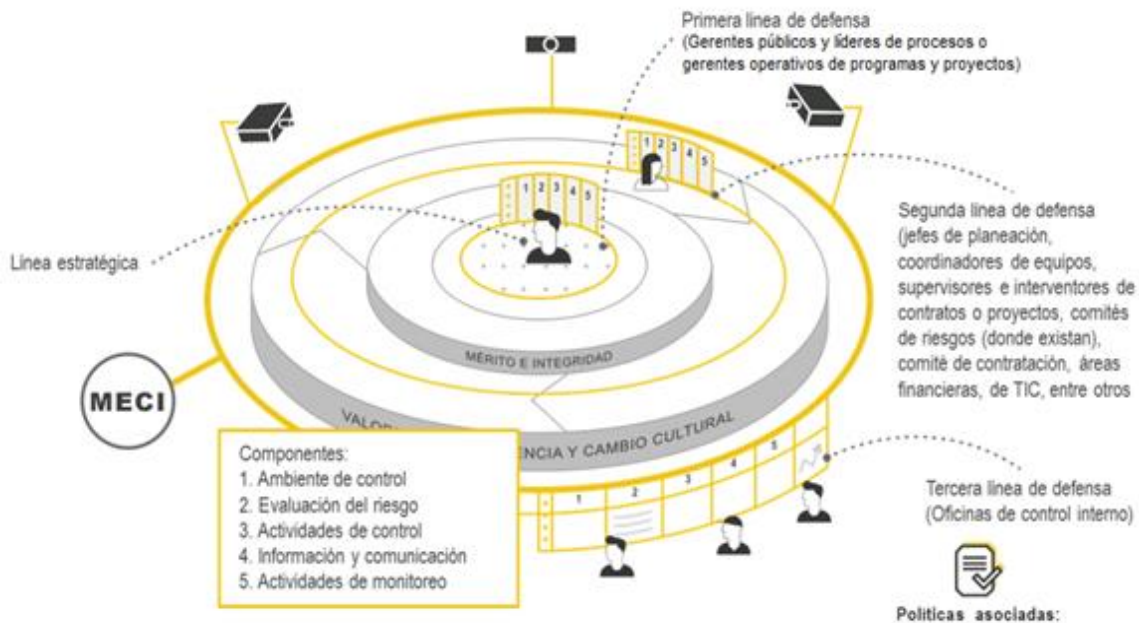 Primera línea de defensa
(Gerentes públicos y líderes de procesos o
gerentes operativos de programas y proyectos)
1 2 3 4 5
1 2 3 4 5
Línea estratégica
Segunda línea de defensa
(jefes de planeación,
coordinadores de equipos,
supervisores e interventores de
contratos o proyectos, comités
de riesgos (donde existan),
comité de contratación, áreas
financieras, de TIC, entre otros
MÉRITO E INTEGRIDAD
MECI
VALOR ENCIA Y CAMBIO CULTURAL
Componentes:
1. Ambiente de control
2. Evaluación del riesgo
3. Actividades de control
4. Información y comunicación
5. Actividades de monitoreo
1 2 3 4 5
Tercera línea de defensa
(Oficinas de control interno)
Políticas asociadas: